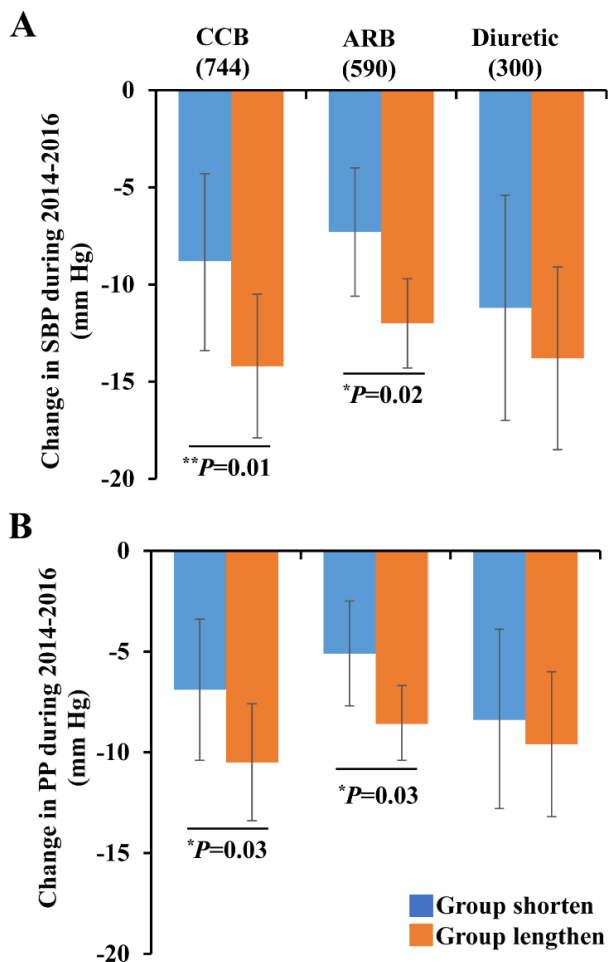 A
CCB ARB Diuretic
(744) (590) (300)
0
-5
-10
-15
-20
Change in SBP during 2014-2016
(mm Hg)
*P=0.02
**P=0.01
B
0
-5
-10
-15
-20
Change in PP during 2014-2016
(mm Hg)
*P=0.03
*P=0.03
Group shorten
Group lengthen